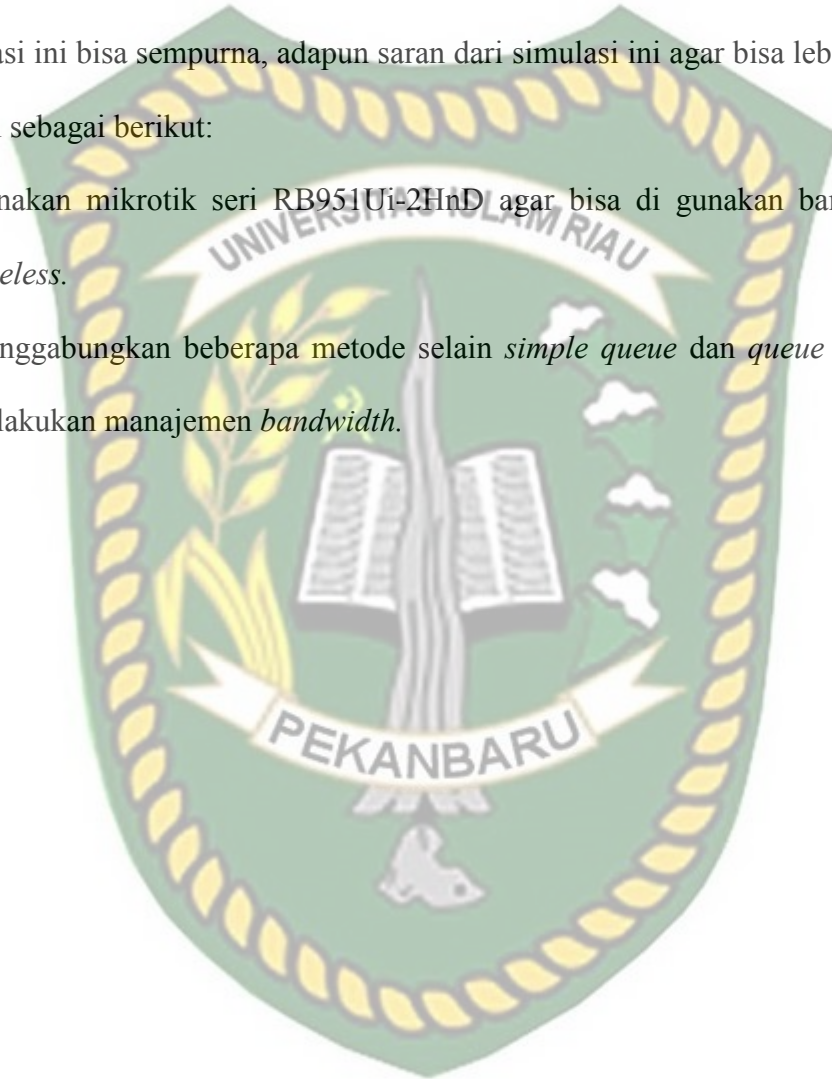 asi ini bisa sempurna, adapun saran dari simulasi ini agar bisa leb
sebagai berikut:
nakan mikrotik seri RB951Ui-2HnD agar bisa di gunakan ban
UNIVERSITAS ISLAM RIAU
eless.
nggabungkan beberapa metode selain simple queue dan queue
lakukan manajemen bandwidth.
PEKANBARU